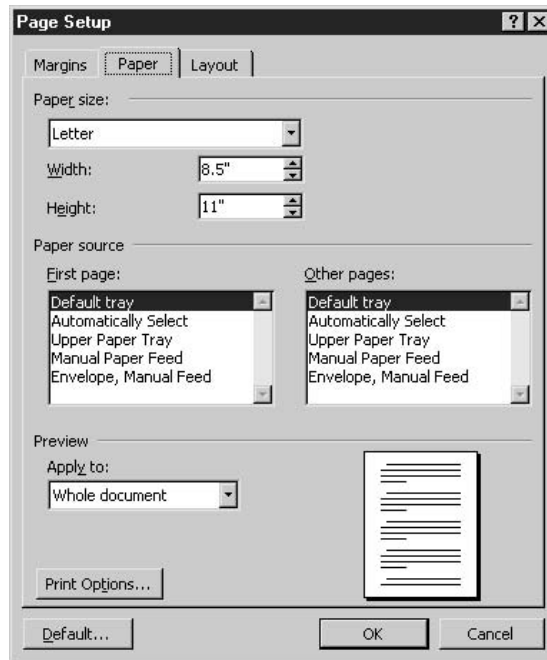 Page Setup ? X
Margins Paper Layout
Paper size:
Letter
Width: 8.5"
Height: 11"
Paper source
First page: Other pages:
Default tray Default tray
Automatically Select Automatically Select
Upper Paper Tray Upper Paper Tray
Manual Paper Feed Manual Paper Feed
Envelope, Manual Feed Envelope, Manual Feed
Preview
Apply to:
Whole document
Print Options...
Default... OK Cancel